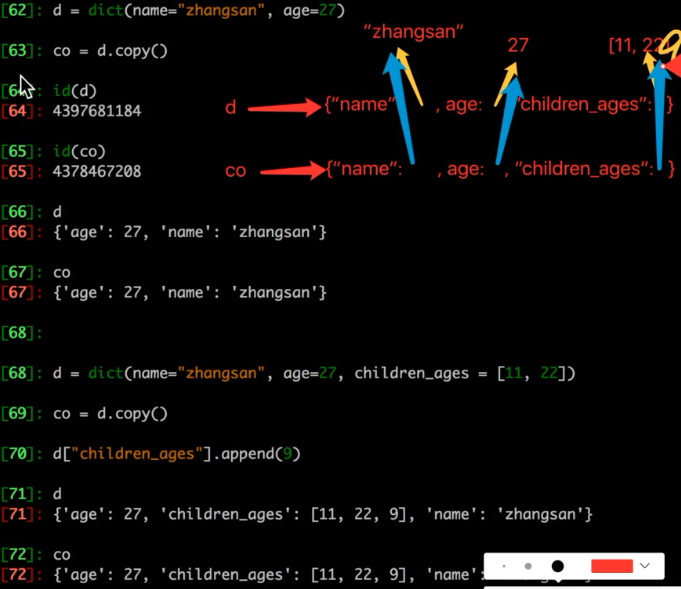 [62]: d = dict(name="zhangsan", age=27)
"zhangsan"
27
[11, 22
9
[63]: co = d.copy()
[64]: id(d)
[64]: 4397681184
d
{"name" , age: "children_ages": }
[65]: id(co)
[65]: 4378467208
co
{"name": , age: , "children_ages": }
[66]: d
[66]: {'age': 27, 'name': 'zhangsan'}
[67]: co
[67]: {'age': 27, 'name': 'zhangsan'}
[68]:
[68]: d = dict(name="zhangsan", age=27, children_ages = [11, 22])
[69]: co = d.copy()
[70]: d["children_ages"].append(9)
[71]: d
[71]: {'age': 27, 'children_ages': [11, 22, 9], 'name': 'zhangsan'}
[72]: co
[72]: {'age': 27, 'children_ages': [11, 22, 9], 'name':